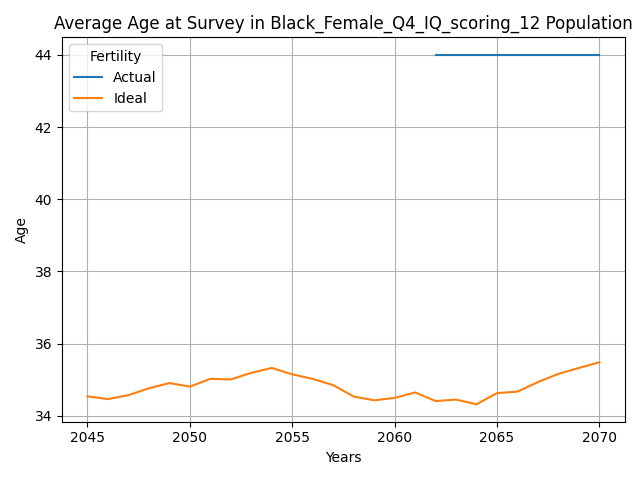 Average Age at Survey in Black_Female_Q4_IQ_scoring_12 Population
44
42
40
38
36
34
Age
Fertility
Actual
Ideal
2045 2050 2055 2060 2065 2070
Years